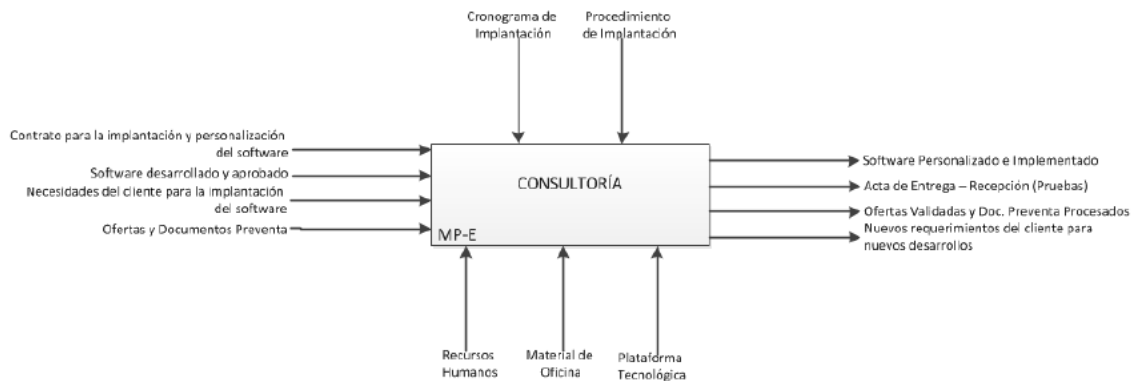 Cronograma de
Implantación
Procedimiento
de Implantación
Contrato para la implantación y personalización
del software
Software desarrollado y aprobado
Necesidades del cliente para la implantación
del software
Ofertas y Documentos Preventa
CONSULTORÍA
MP-E
Software Personalizado e Implementado
Acta de Entrega – Recepción (Pruebas)
Ofertas Validadas y Doc. Preventa Procesados
Nuevos requerimientos del cliente para
nuevos desarrollos
Recursos
Humanos
Material de
Oficina
Plataforma
Tecnológica